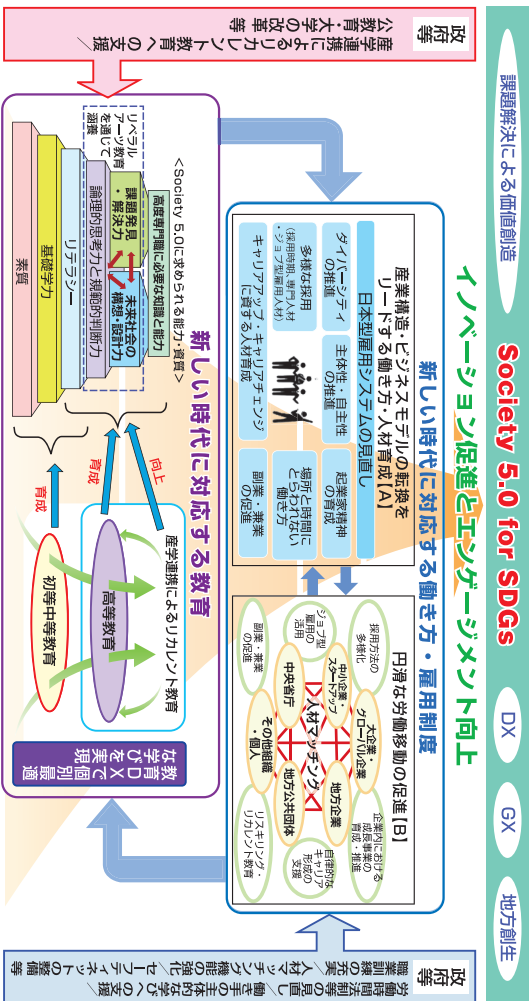 課題解決による価値創造
Society 5.0 for SDGs
DX
GX
地方創生
イノベーション促進とエンゲージメント向上
新しい時代に対応する働き方・雇用制度
産業構造・ビジネスモデルの転換を
リードする働き方・人材育成【A】
日本型雇用システムの見直し
ダイバーシティ
の推進
主体性・自主性
の推進
起業家精神
の育成
多様な採用
(採用時期、専門人材
・ジョブ型雇用人材)
場所と時間に
とらわれない
働き方
キャリアアップ・キャリアチェンジ
に資する人材育成
副業・兼業
の促進
円滑な労働移動の促進【B】
採用方法の
多様化
大企業・
グローバル企業
企業内における
成長事業の
育成・推進
中小企業・
スタートアップ
地方企業
ジョブ型
雇用の
活用
人材マッチング
自律的な
キャリア
形成の
支援
中央省庁
地方公共団体
副業・兼業
の促進
その他組織
・個人
リスキリング・
リカレント教育
政府等
産学連携によるリカレント教育への支援／
公教育・大学の改革 等
政府等
労働時間法制等の見直し／働き手の主体的な学びへの支援／
職業訓練の充実／人材マッチング機能の強化／セーフティネットの整備 等
新しい時代に対応する教育
＜Society 5.0に求められる能力・資質＞
高度専門職に必要な知識と能力
課題発見
・解決力
未来社会の
構想・設計力
論理的思考力と規範的判断力
リテラシー
基礎学力
素質
リベラル
アーツ教育
を通じて
涵養
向上
育成
育成
産学連携によるリカレント教育
高等教育
初等中等教育
教育DXで個別最適
な学びを実現